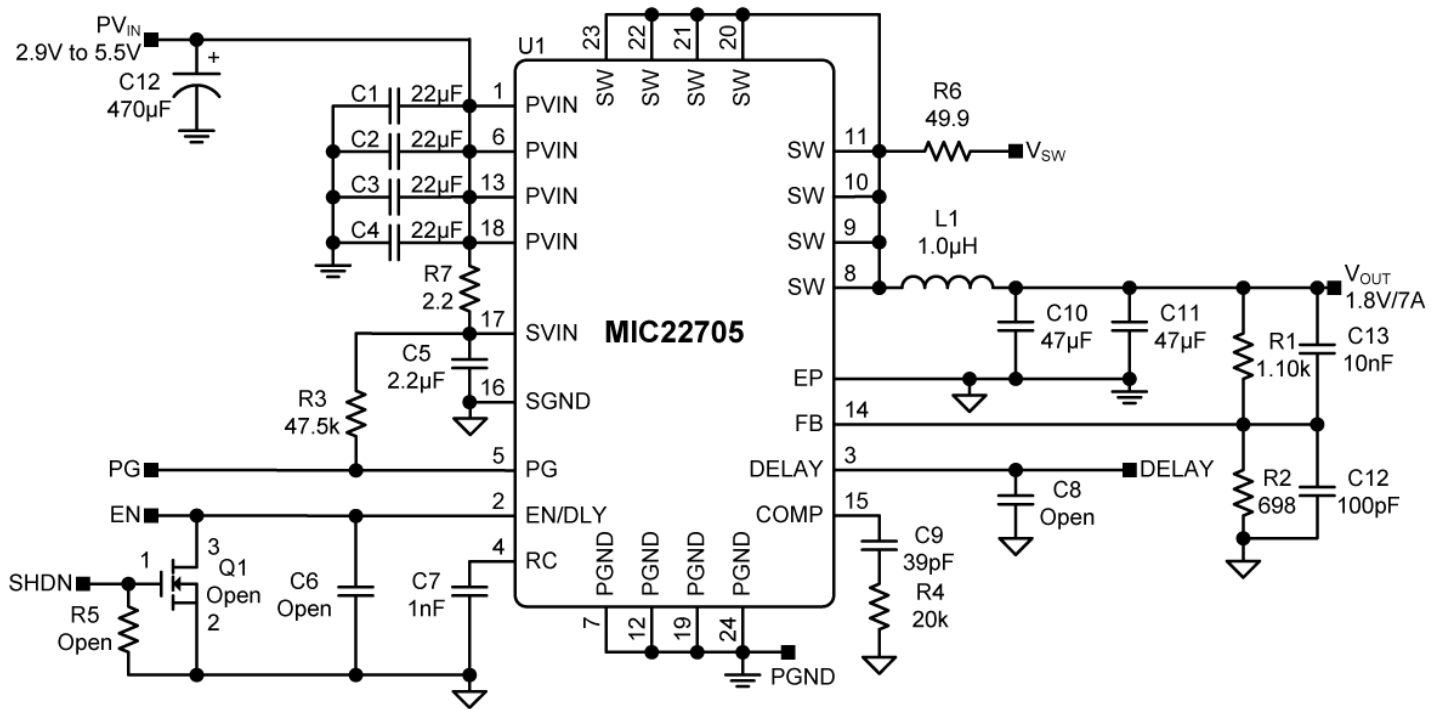 PVIN
2.9V to 5.5V
C12
470µF
+
C1 22µF
C2 22µF
C3 22µF
C4 22µF
R7
2.2
C5
2.2µF
R3
47.5k
PG
EN
SHDN
R5
Open
1
3
Q1
Open
2
C6
Open
C7
1nF
U1
23
22
21
20
SW
SW
SW
SW
1 PVIN
6 PVIN
13 PVIN
18 PVIN
17 SVIN
16 SGND
5 PG
2 EN/DLY
4 RC
MIC22705
SW 11
SW 10
SW 9
SW 8
EP
FB 14
DELAY 3
COMP 15
PGND
PGND
PGND
PGND
7
12
19
24
PGND
R6
49.9
VSW
L1
1.0µH
VOUT
1.8V/7A
C10
47µF
C11
47µF
R1
1.10k
C13
10nF
DELAY
C8
Open
R2
698
C12
100pF
C9
39pF
R4
20k